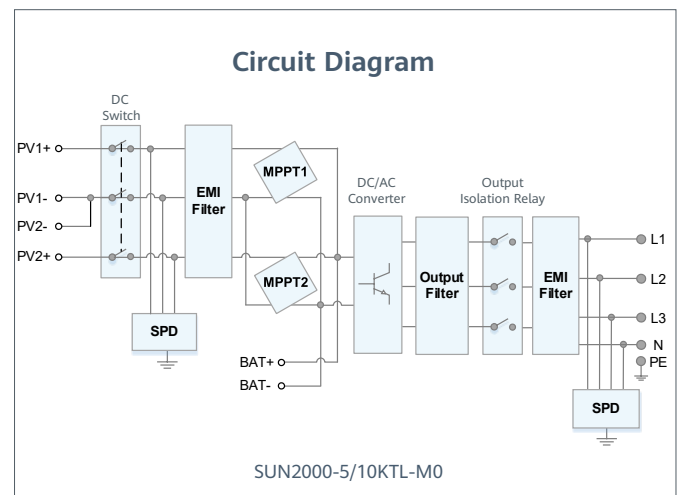 Circuit Diagram
DC
Switch
PV1+
PV1-
PV2-
PV2+
EMI
Filter
MPPT1
MPPT2
SPD
BAT+
BAT-
DC/AC
Converter
Output
Filter
Output
Isolation Relay
EMI
Filter
L1
L2
L3
N
PE
SPD
SUN2000-5/10KTL-M0